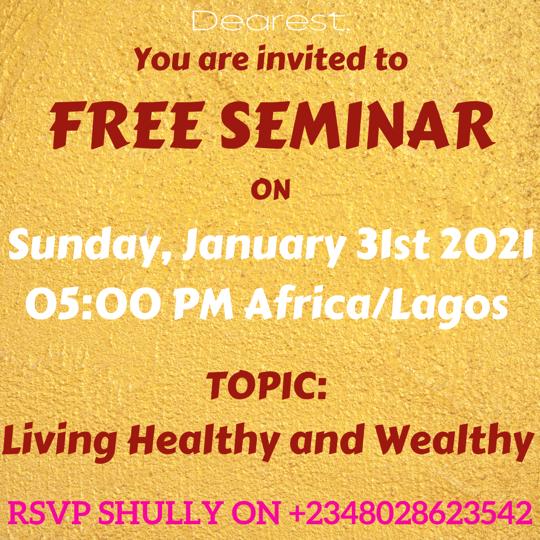 Dearest,
You are invited to
FREE SEMINAR
ON
Sunday, January 31st 2021
05:00 PM Africa/Lagos
TOPIC:
Living Healthy and Wealthy
RSVP SHULLY ON +2348028623542